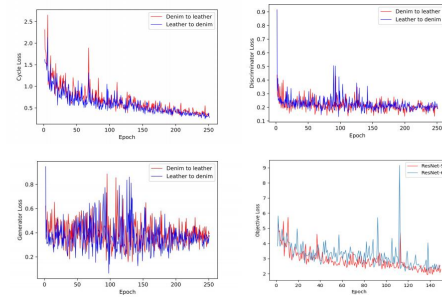 Cycle Loss
2.5
2.0
1.5
1.0
0.5
0 50 100 150 200 250
Epoch
Denim to leather
Leather to denim
Discriminator Loss
0.9
0.8
0.7
0.6
0.5
0.4
0.3
0.2
0.1
0 50 100 150 200 250
Epoch
Denim to leather
Leather to denim
Generator Loss
0.8
0.6
0.4
0.2
0 50 100 150 200 250
Epoch
Denim to leather
Leather to denim
Objective Loss
9
8
7
6
5
4
3
2
0 20 40 60 80 100 120 140
Epoch
ResNet-
ResNet-